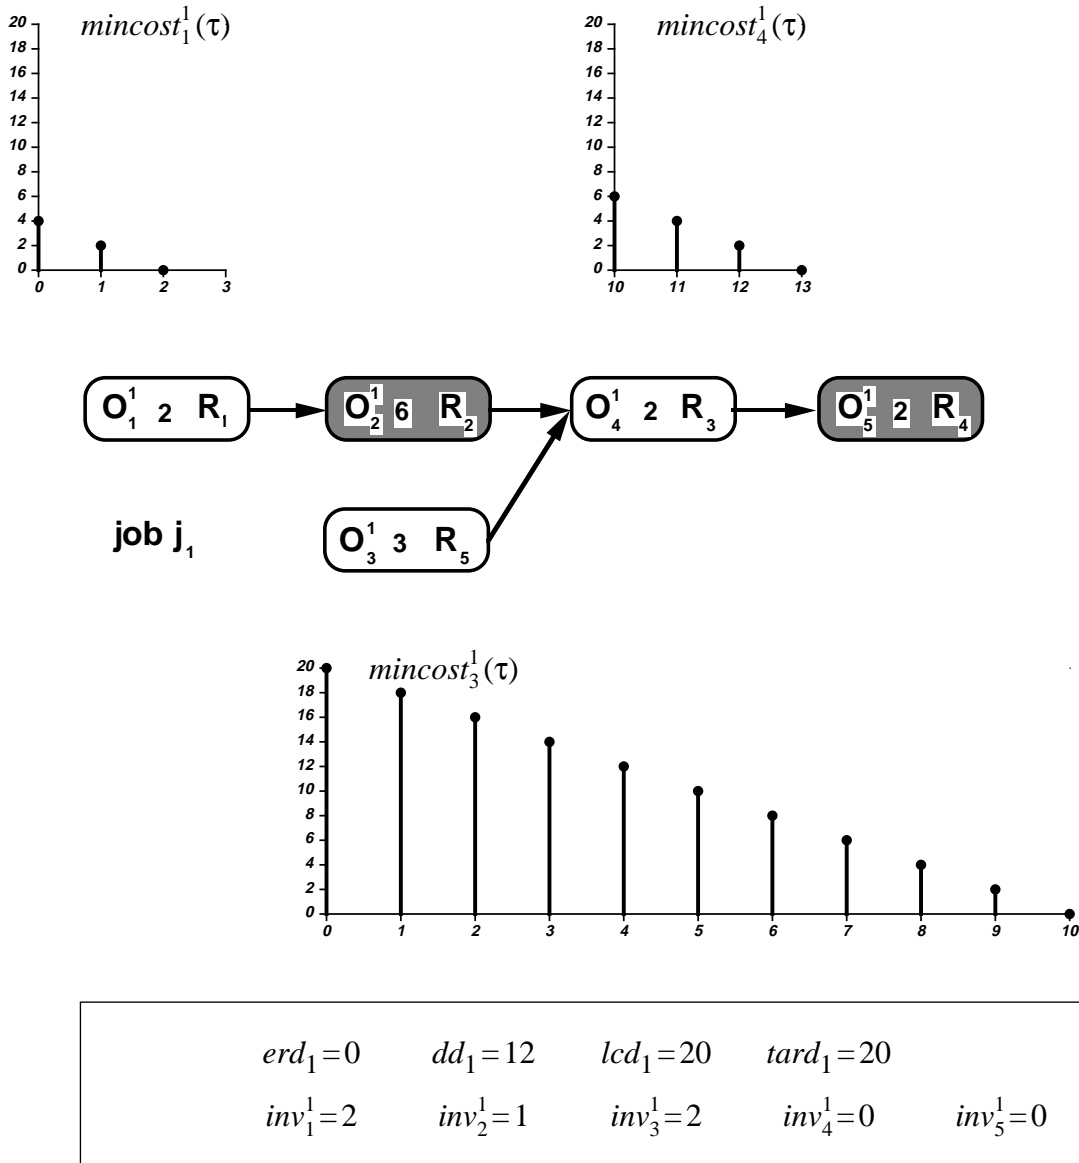 mincost₁¹(τ)
20
18
16
14
12
10
8
6
4
2
0
0 1 2 3
mincost₄¹(τ)
20
18
16
14
12
10
8
6
4
2
0
10 11 12 13
O₁¹ 2 R₁
O₂¹ 6 R₂
O₄¹ 2 R₃
O₅¹ 2 R₄
job j₁
O₃¹ 3 R₅
mincost₃¹(τ)
20
18
16
14
12
10
8
6
4
2
0
0 1 2 3 4 5 6 7 8 9 10
erd₁=0 dd₁=12 lcd₁=20 tard₁=20
inv₁¹=2 inv₂¹=1 inv₃¹=2 inv₄¹=0 inv₅¹=0